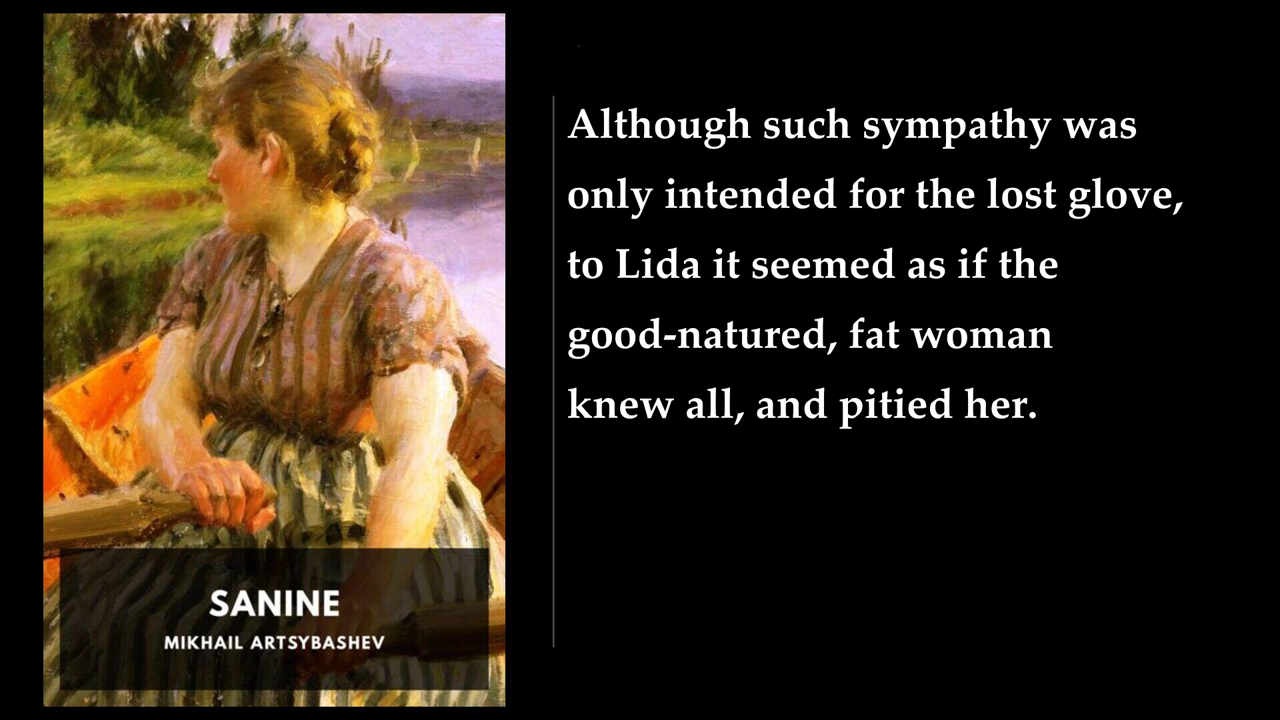 SANINE
MIKHAIL ARTSYBASHEV
Although such sympathy was
only intended for the lost glove,
to Lida it seemed as if the
good-natured, fat woman
knew all, and pitied her.